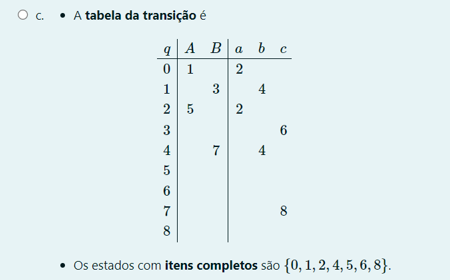 c. • A tabela da transição é
q A B a b c
0 1 2
1 3 4
2 5 2
3 6
4 7 4
5
6
7 8
8
• Os estados com itens completos são {0, 1, 2, 4, 5, 6, 8}.